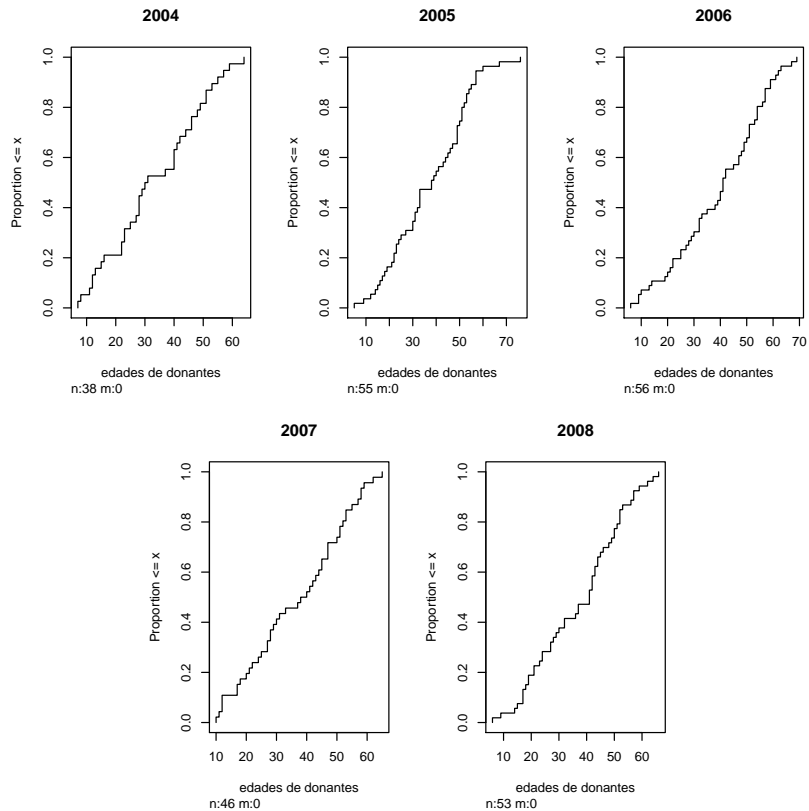 2004
Proportion <= x
0.0 0.2 0.4 0.6 0.8 1.0
10 20 30 40 50 60
edades de donantes
n:38 m:0
2005
Proportion <= x
0.0 0.2 0.4 0.6 0.8 1.0
10 30 50 70
edades de donantes
n:55 m:0
2006
Proportion <= x
0.0 0.2 0.4 0.6 0.8 1.0
10 20 30 40 50 60 70
edades de donantes
n:56 m:0
2007
Proportion <= x
0.0 0.2 0.4 0.6 0.8 1.0
10 20 30 40 50 60
edades de donantes
n:46 m:0
2008
Proportion <= x
0.0 0.2 0.4 0.6 0.8 1.0
10 20 30 40 50 60
edades de donantes
n:53 m:0